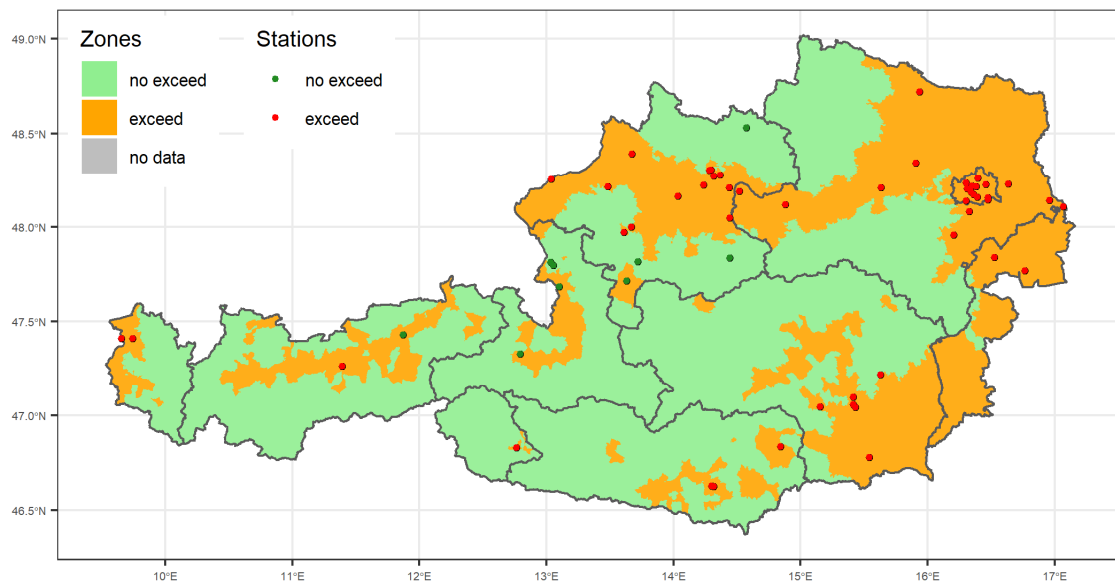 Zones
no exceed
exceed
no data
Stations
no exceed
exceed
49.0°N
48.5°N
48.0°N
47.5°N
47.0°N
46.5°N
10°E 11°E 12°E 13°E 14°E 15°E 16°E 17°E